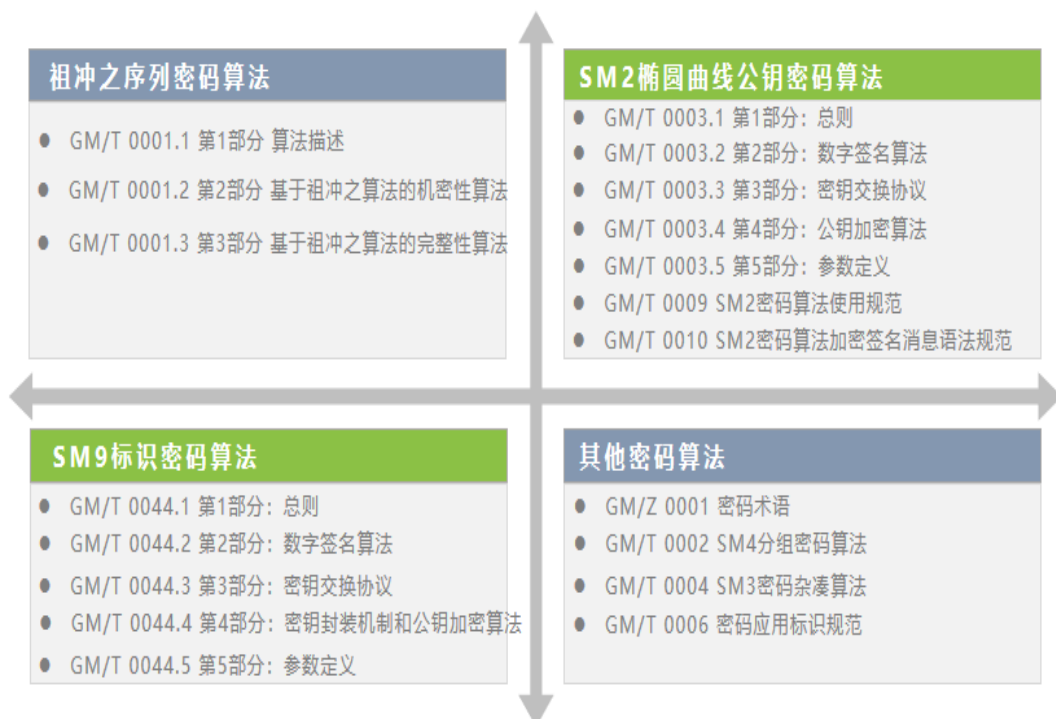 祖冲之序列密码算法
GM/T 0001.1 第1部分 算法描述
GM/T 0001.2 第2部分 基于祖冲之算法的机密性算法
GM/T 0001.3 第3部分 基于祖冲之算法的完整性算法
SM2椭圆曲线公钥密码算法
GM/T 0003.1 第1部分：总则
GM/T 0003.2 第2部分：数字签名算法
GM/T 0003.3 第3部分：密钥交换协议
GM/T 0003.4 第4部分：公钥加密算法
GM/T 0003.5 第5部分：参数定义
GM/T 0009 SM2密码算法使用规范
GM/T 0010 SM2密码算法加密签名消息语法规范
SM9标识密码算法
GM/T 0044.1 第1部分：总则
GM/T 0044.2 第2部分：数字签名算法
GM/T 0044.3 第3部分：密钥交换协议
GM/T 0044.4 第4部分：密钥封装机制和公钥加密算法
GM/T 0044.5 第5部分：参数定义
其他密码算法
GM/Z 0001 密码术语
GM/T 0002 SM4分组密码算法
GM/T 0004 SM3密码杂凑算法
GM/T 0006 密码应用标识规范